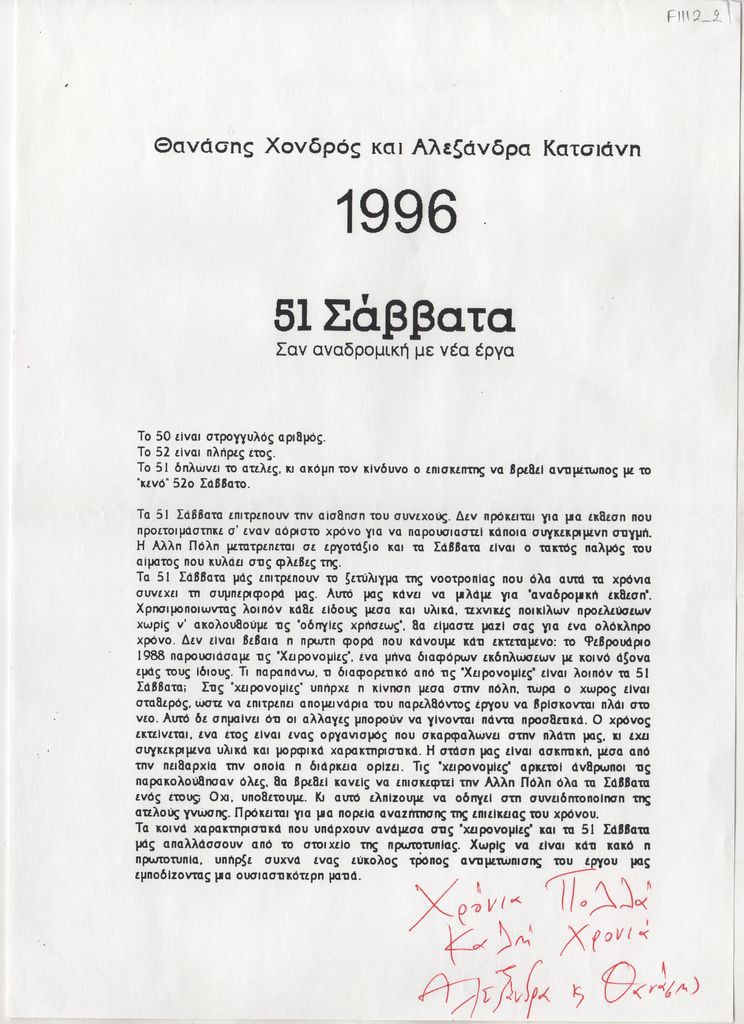 FIII2_2
Θανάσης Χονδρός και Αλεξάνδρα Κατσιάνη
1996
51 Σάββατα
Σαν αναδρομική με νέα έργα
Το 50 είναι στρογγυλός αριθμός.
Το 52 είναι πλήρες έτος.
Το 51 δηλώνει το ατελές, κι ακόμη τον κίνδυνο ο επισκέπτης να βρεθεί αντιμέτωπος με το
"κενό" 52ο Σάββατο.
Τα 51 Σάββατα επιτρέπουν την αίσθηση του συνεχούς. Δεν πρόκειται για μια έκθεση που
προετοιμάστηκε σ' έναν αόριστο χρόνο για να παρουσιαστεί κάποια συγκεκριμένη στιγμή.
Η Άλλη Πόλη μετατρέπεται σε εργοτάξιο και τα Σάββατα είναι ο τακτός παλμός του
αίματος που κυλάει στις φλέβες της.
Τα 51 Σάββατα μάς επιτρέπουν το ξετύλιγμα της νοοτροπίας που όλα αυτά τα χρόνια
συνέχει τη συμπεριφορά μας. Αυτό μας κάνει να μιλάμε για "αναδρομική έκθεση".
Χρησιμοποιώντας λοιπόν κάθε είδους μέσα και υλικά, τεχνικές ποικίλων προελεύσεων
χωρίς ν' ακολουθούμε τις "οδηγίες χρήσεως", θα είμαστε μαζί σας για ένα ολόκληρο
χρόνο. Δεν είναι βέβαια η πρώτη φορά που κάνουμε κάτι εκτεταμένο: το Φεβρουάριο
1988 παρουσιάσαμε τις "Χειρονομίες", ένα μήνα διαφόρων εκδηλώσεων με κοινό άξονα
εμάς τους ίδιους. Τι παραπάνω, τι διαφορετικό από τις "Χειρονομίες" είναι λοιπόν τα 51
Σάββατα; Στις "χειρονομίες" υπήρχε η κίνηση μέσα στην πόλη, τώρα ο χώρος είναι
σταθερός, ώστε να επιτρέπει απομεινάρια του παρελθόντος έργου να βρίσκονται πλάι στο
νέο. Αυτό δε σημαίνει ότι οι αλλαγές μπορούν να γίνονται πάντα προσθετικά. Ο χρόνος
εκτείνεται, ένα έτος είναι ένας οργανισμός που σκαρφαλώνει στην πλάτη μας, κι έχει
συγκεκριμένα υλικά και μορφικά χαρακτηριστικά. Η στάση μας είναι ασκητική, μέσα από
την πειθαρχία την οποία η διάρκεια ορίζει. Τις "χειρονομίες" αρκετοί άνθρωποι τις
παρακολούθησαν όλες, θα βρεθεί κανείς να επισκεφτεί την Άλλη Πόλη όλα τα Σάββατα
ενός έτους; Όχι, υποθέτουμε. Κι αυτό ελπίζουμε να οδηγεί στη συνειδητοποίηση της
ατελούς γνώσης. Πρόκειται για μια πορεία αναζήτησης της επιείκειας του χρόνου.
Τα κοινά χαρακτηριστικά που υπάρχουν ανάμεσα στις "χειρονομίες" και τα 51 Σάββατα
μάς απαλλάσσουν από το στοιχείο της πρωτοτυπίας. Χωρίς να είναι κάτι κακό η
πρωτοτυπία, υπήρξε συχνά ένας εύκολος τρόπος αντιμετώπισης του έργου μας
εμποδίζοντας μια ουσιαστικότερη ματιά.
Χρόνια Πολλά
Καλή Χρονιά
Αλεξάνδρα κ Θανάσης